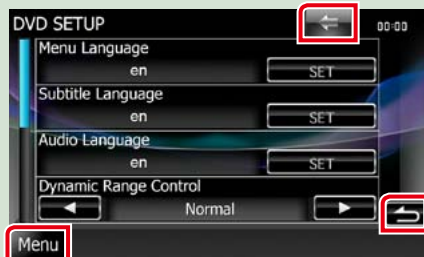 DVD SETUP 00:00
Menu Language
en SET
Subtitle Language
en SET
Audio Language
en SET
Dynamic Range Control
Normal
Menu